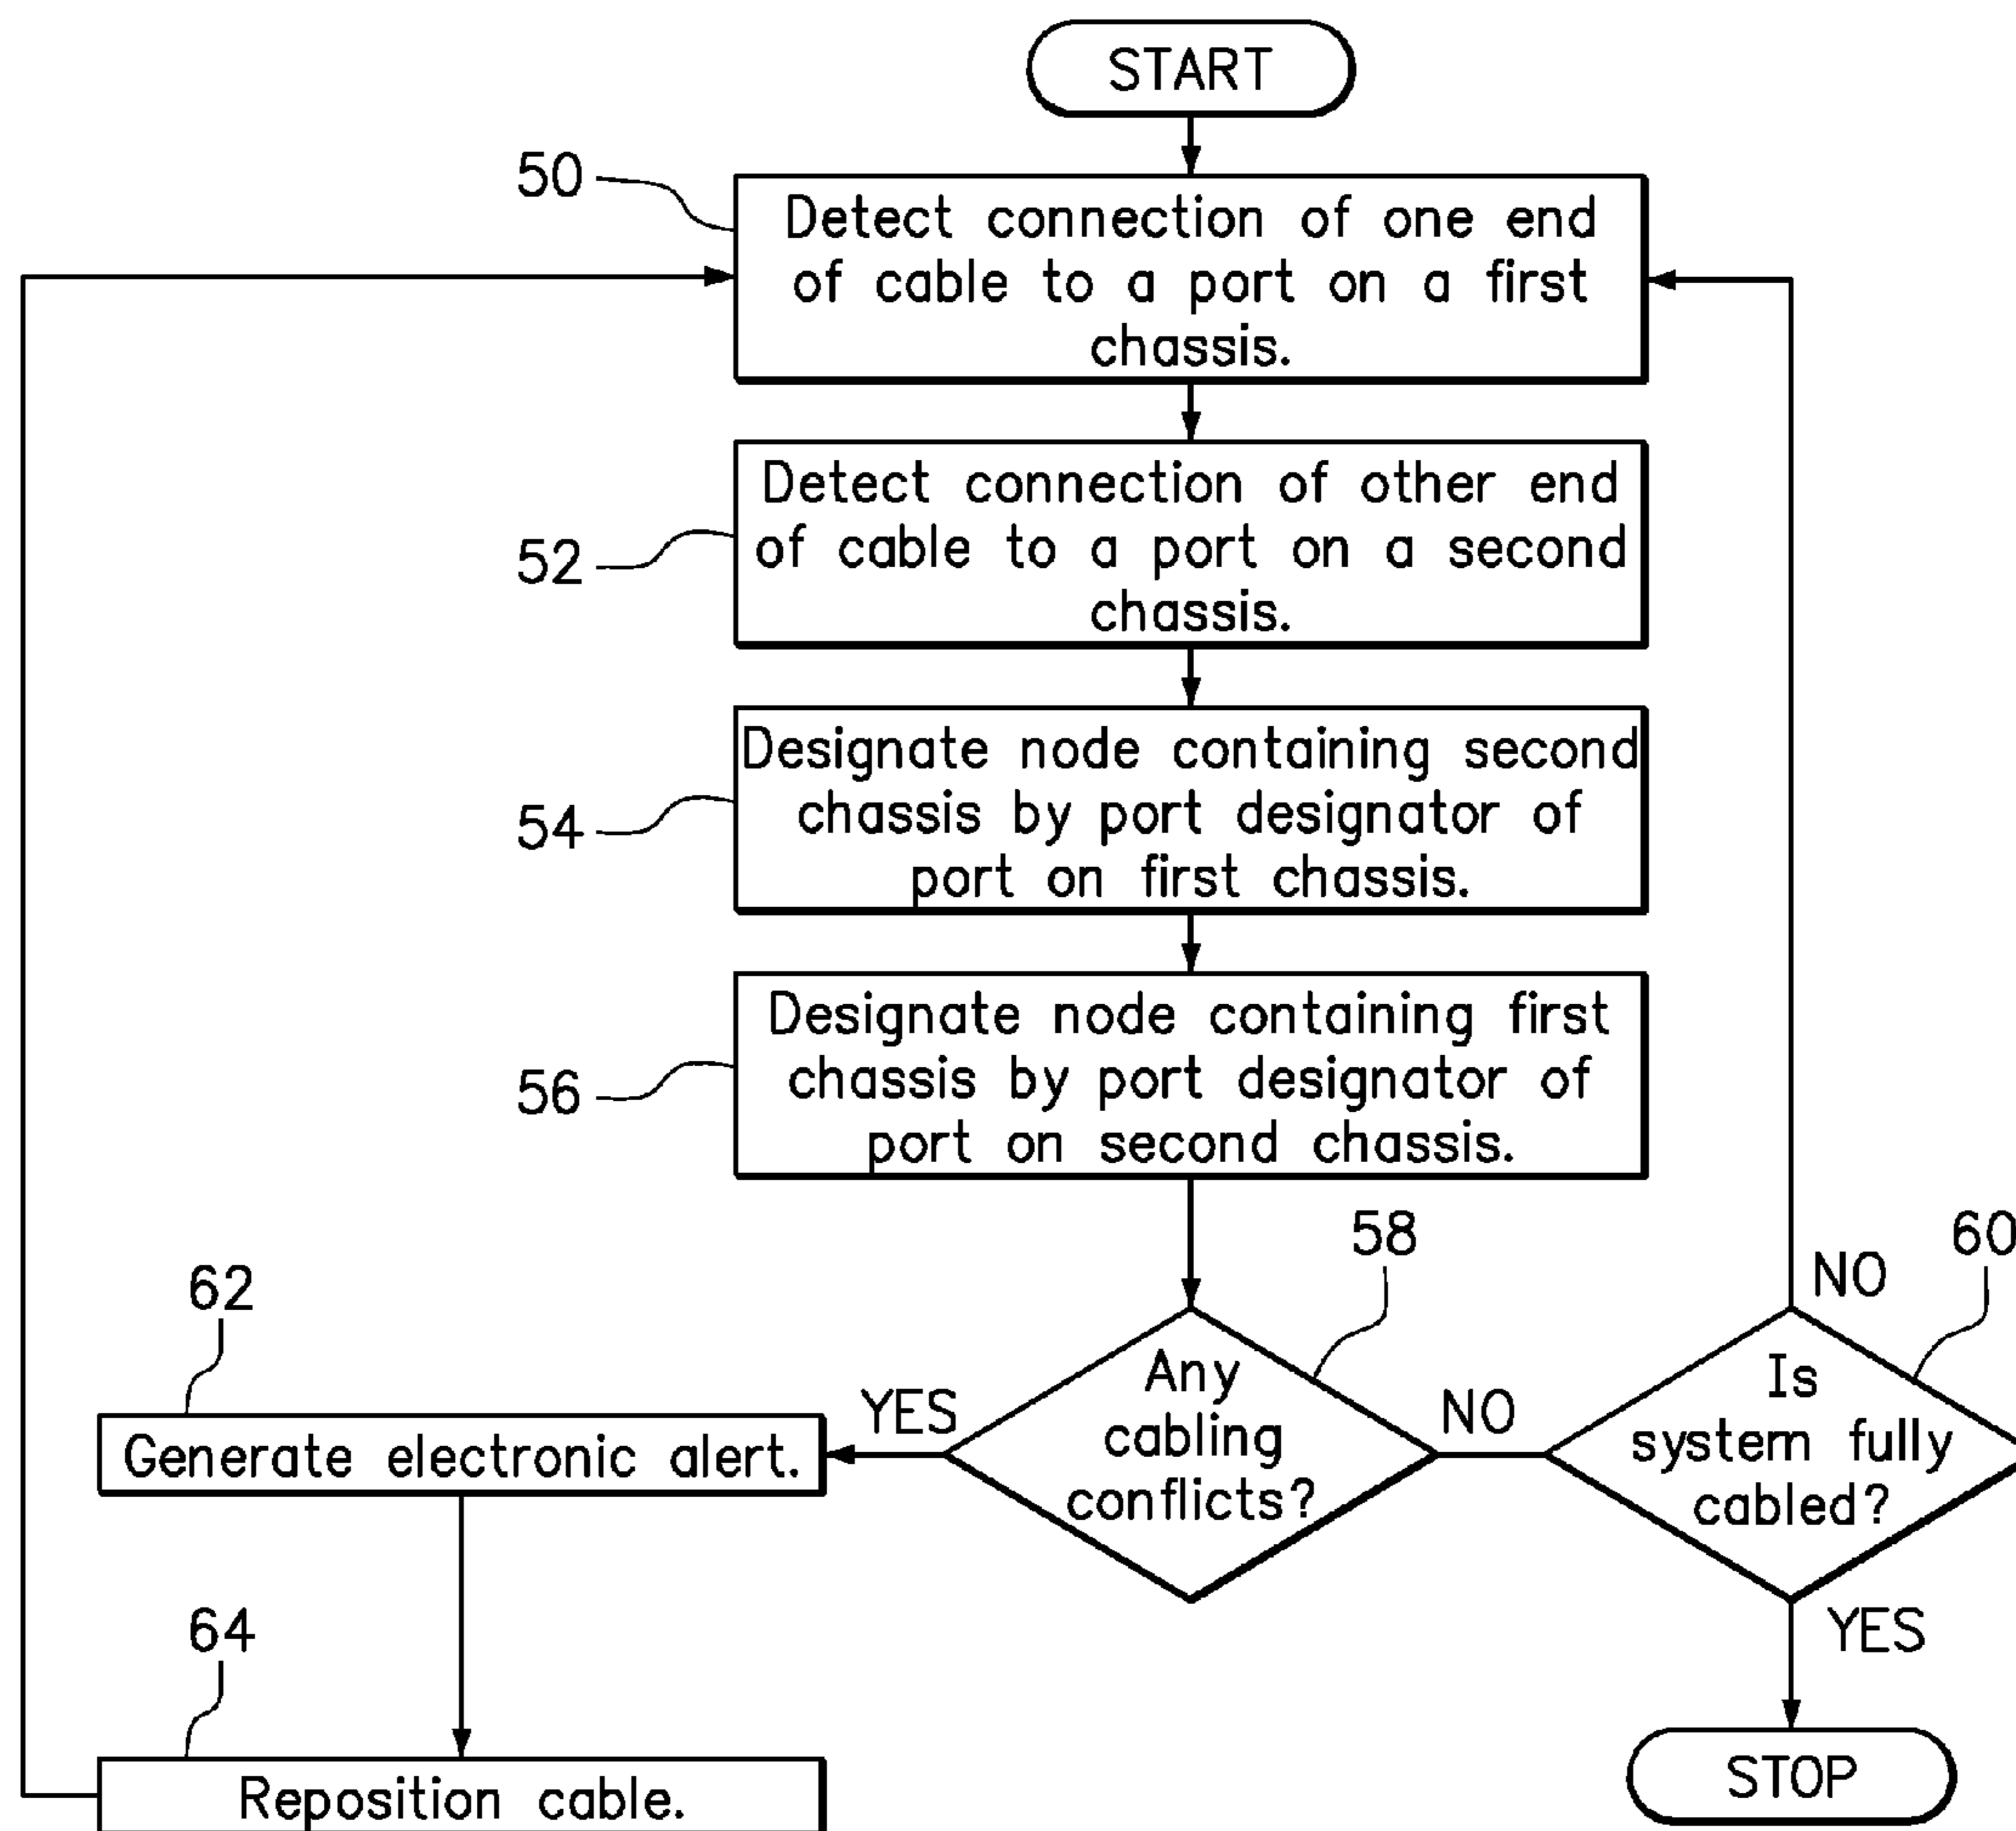 START
50
Detect connection of one end
of cable to a port on a first
chassis.
52
Detect connection of other end
of cable to a port on a second
chassis.
54
Designate node containing second
chassis by port designator of
port on first chassis.
56
Designate node containing first
chassis by port designator of
port on second chassis.
58
Any
cabling
conflicts?
YES
NO
60
Is
system fully
cabled?
NO
YES
62
Generate electronic alert.
64
Reposition cable.
STOP